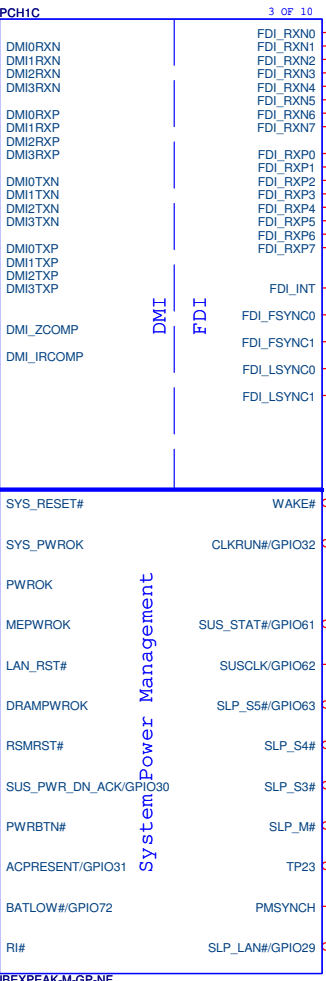 PCH1C
3 OF 10
DMI0RXN
DMI1RXN
DMI2RXN
DMI3RXN
DMI0RXP
DMI1RXP
DMI2RXP
DMI3RXP
DMI0TXN
DMI1TXN
DMI2TXN
DMI3TXN
DMI0TXP
DMI1TXP
DMI2TXP
DMI3TXP
DMI_ZCOMP
DMI_IRCOMP
DMI
FDI
FDI_RXN0
FDI_RXN1
FDI_RXN2
FDI_RXN3
FDI_RXN4
FDI_RXN5
FDI_RXN6
FDI_RXN7
FDI_RXP0
FDI_RXP1
FDI_RXP2
FDI_RXP3
FDI_RXP4
FDI_RXP5
FDI_RXP6
FDI_RXP7
FDI_INT
FDI_FSYNC0
FDI_FSYNC1
FDI_LSYNC0
FDI_LSYNC1
SYS_RESET#
SYS_PWROK
PWROK
MEPWROK
LAN_RST#
DRAMPWROK
RSMRST#
SUS_PWR_DN_ACK/GPIO30
PWRBTN#
ACPRESENT/GPIO31
BATLOW#/GPIO72
RI#
System Power Management
WAKE#
CLKRUN#/GPIO32
SUS_STAT#/GPIO61
SUSCLK/GPIO62
SLP_S5#/GPIO63
SLP_S4#
SLP_S3#
SLP_M#
TP23
PMSYNCH
SLP_LAN#/GPIO29
IBEXPEAK-M-GP-NF